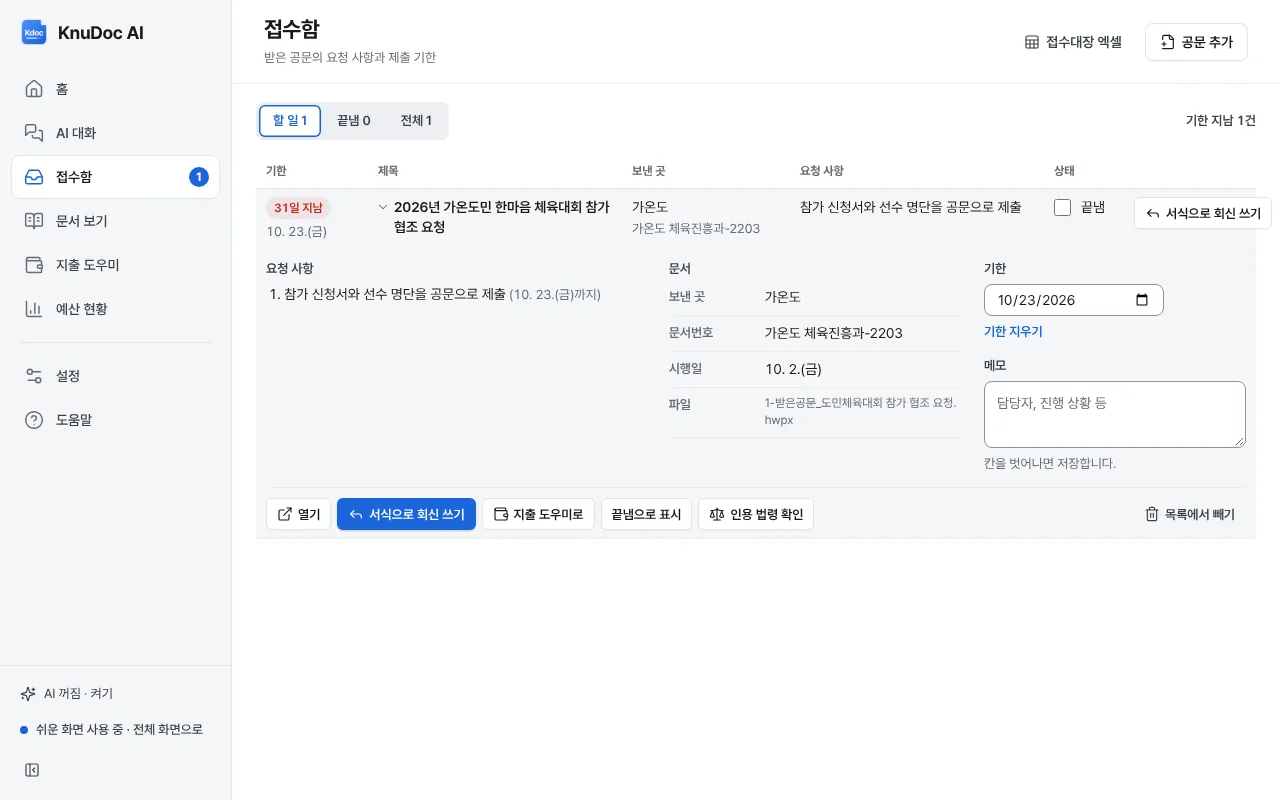 Kdoc
KnuDoc AI
홈
AI 대화
접수함
1
문서 보기
지출 도우미
예산 현황
설정
도움말
AI 꺼짐 · 켜기
쉬운 화면 사용 중 · 전체 화면으로
접수함
받은 공문의 요청 사항과 제출 기한
접수대장 엑셀
공문 추가
할 일 1
끝냄 0
전체 1
기한 지남 1건
기한
제목
보낸 곳
요청 사항
상태
31일 지남
10. 23.(금)
2026년 가온도민 한마음 체육대회 참가
협조 요청
가온도
가온도 체육진흥과-2203
참가 신청서와 선수 명단을 공문으로 제출
끝냄
서식으로 회신 쓰기
요청 사항
1. 참가 신청서와 선수 명단을 공문으로 제출 (10. 23.(금)까지)
문서
보낸 곳
가온도
문서번호
가온도 체육진흥과-2203
시행일
10. 2.(금)
파일
1-받은공문_도민체육대회 참가 협조 요청.
hwpx
기한
10/23/2026
기한 지우기
메모
담당자, 진행 상황 등
칸을 벗어나면 저장합니다.
열기
서식으로 회신 쓰기
지출 도우미로
끝냄으로 표시
인용 법령 확인
목록에서 빼기